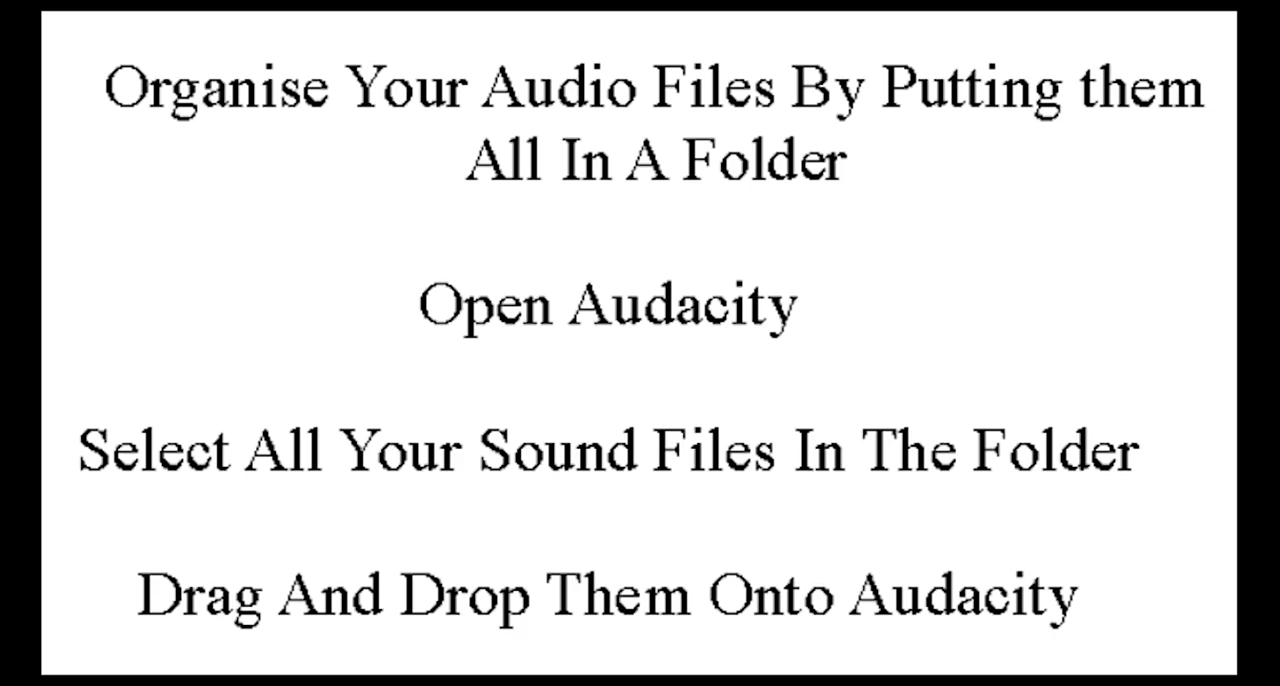 Organise Your Audio Files By Putting them
All In A Folder
Open Audacity
Select All Your Sound Files In The Folder
Drag And Drop Them Onto Audacity